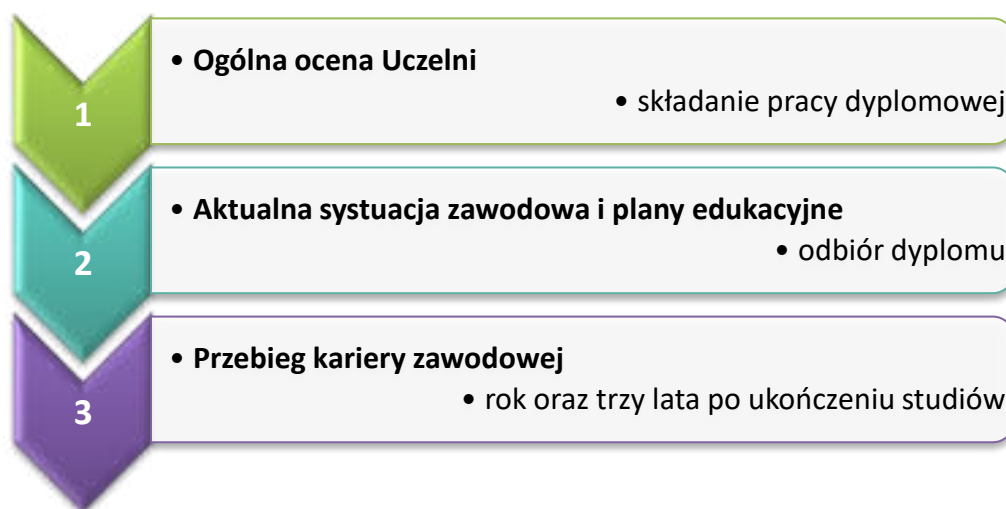 1
• Ogólna ocena Uczelni
• składanie pracy dyplomowej
2
• Aktualna systuacja zawodowa i plany edukacyjne
• odbiór dyplomu
3
• Przebieg kariery zawodowej
• rok oraz trzy lata po ukończeniu studiów